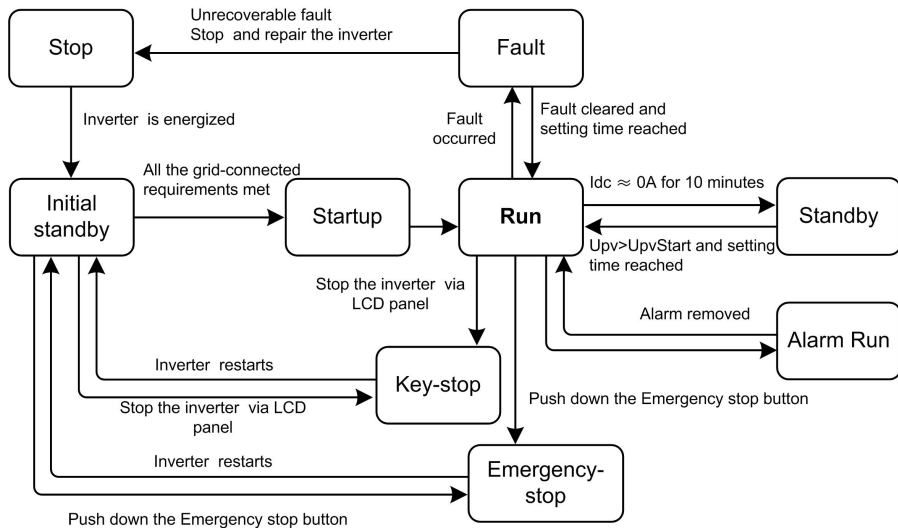 Unrecoverable fault
Stop and repair the inverter
Stop
Fault
Inverter is energized
Fault
occurred
Fault cleared and
setting time reached
All the grid-connected
requirements met
Initial
standby
Startup
Run
Idc ≈ 0A for 10 minutes
Standby
Upv>UpvStart and setting
time reached
Stop the inverter via
LCD panel
Alarm removed
Alarm Run
Inverter restarts
Key-stop
Stop the inverter via LCD
panel
Push down the Emergency stop button
Inverter restarts
Emergency-
stop
Push down the Emergency stop button